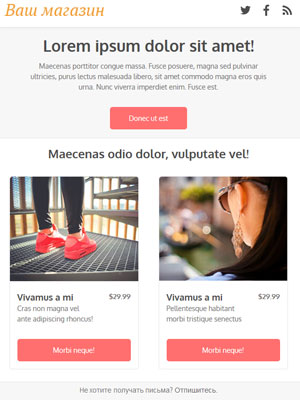 Ваш магазин
Lorem ipsum dolor sit amet!
Maecenas porttitor congue massa. Fusce posuere, magna sed pulvinar
ultricies, purus lectus malesuada libero, sit amet commodo magna eros quis
urna. Nunc viverra imperdiet enim. Fusce est.
Donec ut est
Maecenas odio dolor, vulputate vel!
Vivamus a mi $29.99
Cras non magna vel
ante adipiscing rhoncus!
Morbi neque!
Vivamus a mi $29.99
Pellentesque habitant
morbi tristique senectus
Morbi neque!
Не хотите получать письма? Отпишитесь.